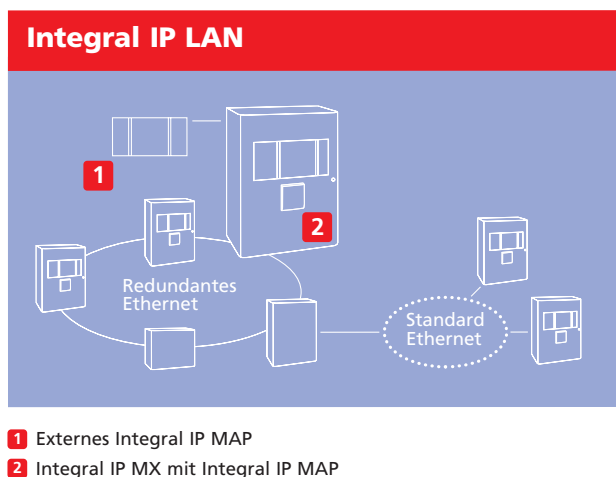 Integral IP LAN
1
2
Redundantes
Ethernet
Standard
Ethernet
1 Externes Integral IP MAP
2 Integral IP MX mit Integral IP MAP